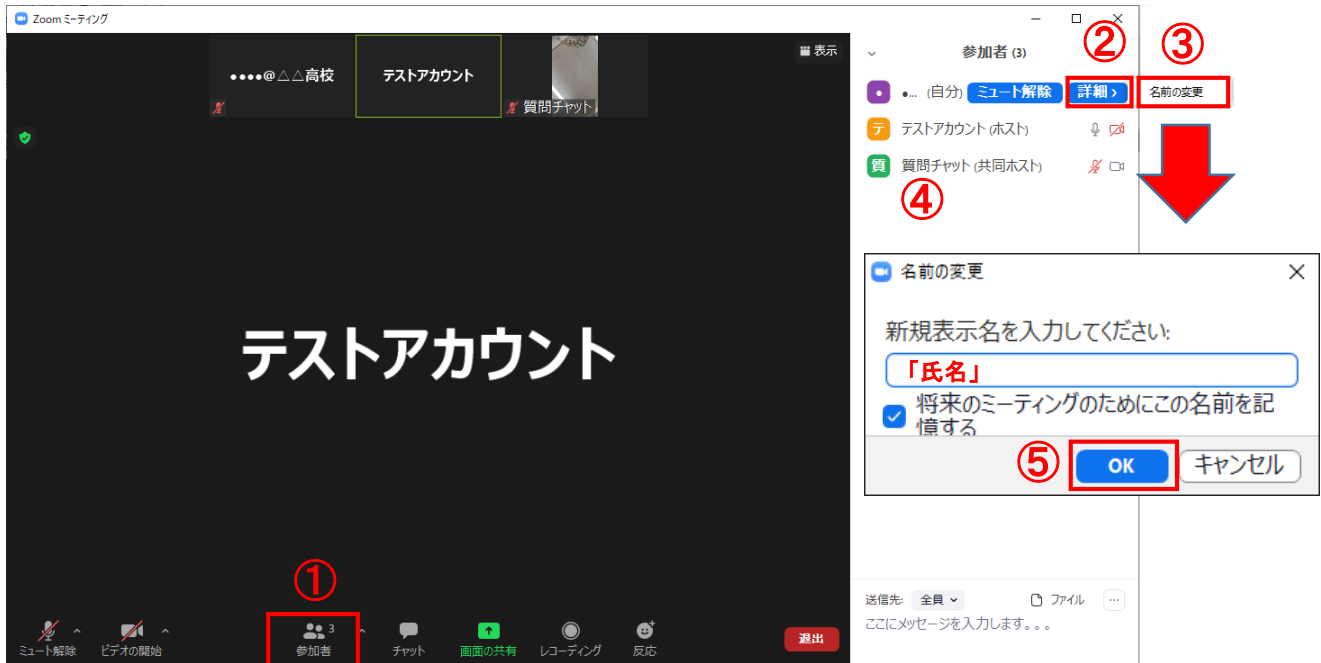 Zoom ミーティング
●●●●@△△高校
テストアカウント
質問チャット
表示
テストアカウント
①
ミュート解除
ビデオの開始
3
参加者
チャット
画面の共有
レコーディング
反応
退出
参加者 (3)
②
③
●... (自分) ミュート解除 詳細 › 名前の変更
テ テストアカウント (ホスト)
質 質問チャット (共同ホスト)
④
名前の変更
新規表示名を入力してください:
「氏名」
将来のミーティングのためにこの名前を記
憶する
⑤
OK キャンセル
送信先: 全員 ファイル ...
ここにメッセージを入力します。。。